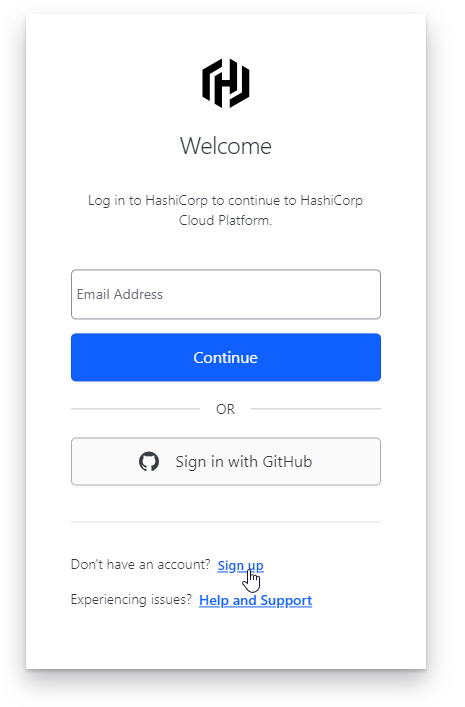 Welcome
Log in to HashiCorp to continue to HashiCorp
Cloud Platform.
Email Address
Continue
OR
Sign in with GitHub
Don't have an account? Sign up
Experiencing issues? Help and Support